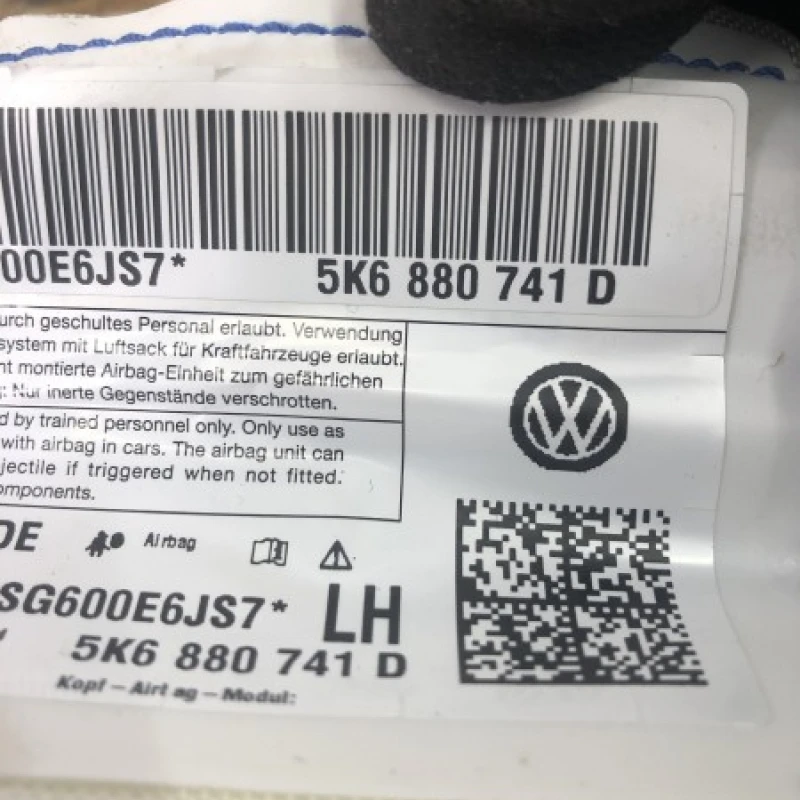 00E6JS7* 5K6 880 741 D
urch geschultes Personal erlaubt. Verwendung
system mit Luftsack für Kraftfahrzeuge erlaubt.
nt montierte Airbag-Einheit zum gefährlichen
: Nur inerte Gegenstände verschrotten.
d by trained personnel only. Only use as
with airbag in cars. The airbag unit can
jectile if triggered when not fitted.
omponents.
DE Airbag
SG600E6JS7* LH
5K6 880 741 D
Kopf – Airbag – Modul: